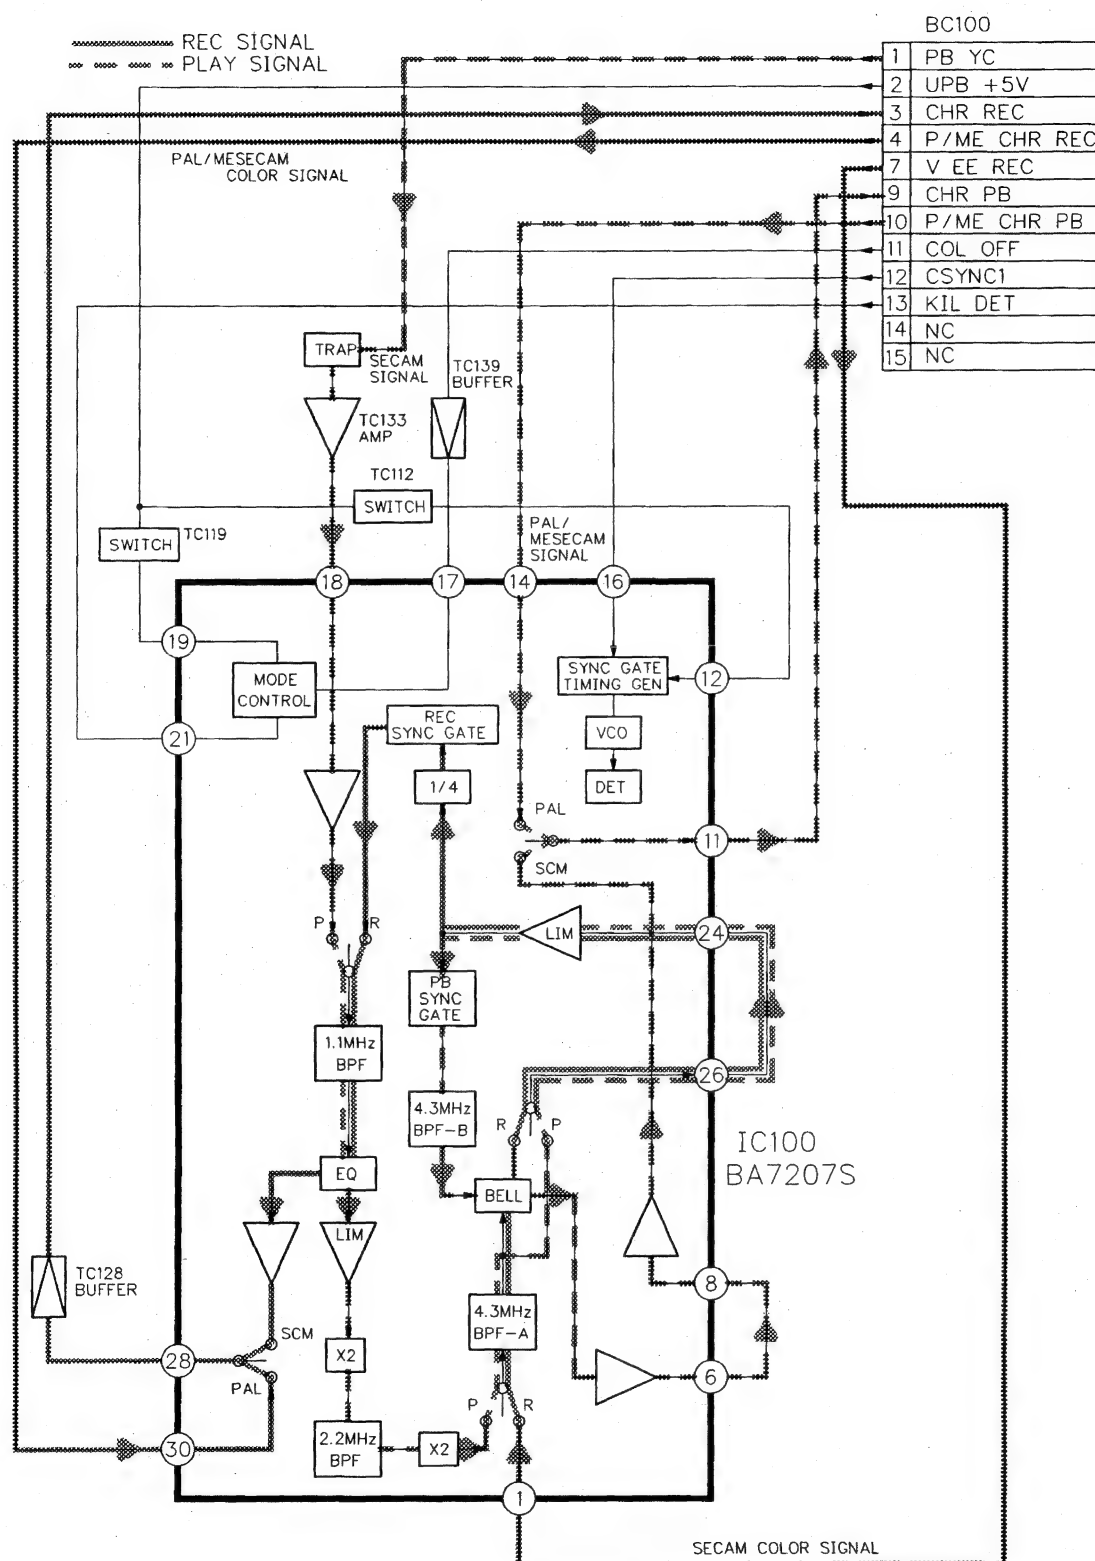 BC100
REC SIGNAL
PLAY SIGNAL
1 PB YC
2 UPB +5V
3 CHR REC
4 P/ME CHR REC
7 V EE REC
9 CHR PB
10 P/ME CHR PB
11 COL OFF
12 CSYNC1
13 KIL DET
14 NC
15 NC
PAL/MESECAM
COLOR SIGNAL
TRAP
SECAM
SIGNAL
TC139
BUFFER
TC133
AMP
TC112
SWITCH
TC119
SWITCH
PAL/
MESECAM
SIGNAL
18
17
14
16
19
MODE
CONTROL
21
SYNC GATE
TIMING GEN
12
VCO
DET
REC
SYNC GATE
1/4
PAL
SCM
11
P
R
LIM
24
PB
SYNC
GATE
1.1MHz
BPF
26
4.3MHz
BPF-B
R
P
IC100
BA7207S
EQ
BELL
LIM
TC128
BUFFER
8
4.3MHz
BPF-A
SCM
28
PAL
X2
6
P
R
30
2.2MHz
BPF
X2
1
SECAM COLOR SIGNAL